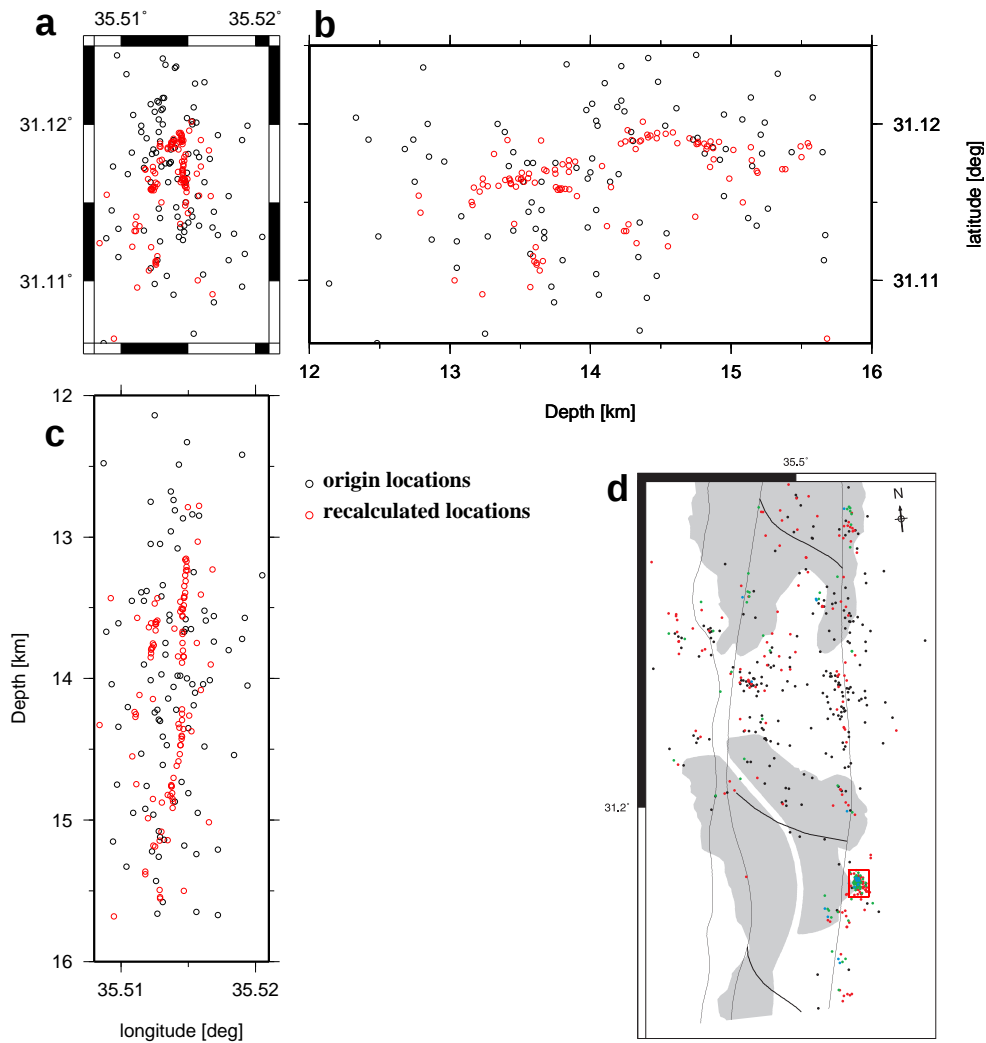 a
35.51°
35.52°
31.12°
31.11°
b
31.12
31.11
latitude [deg]
12
13
14
15
16
Depth [km]
c
12
13
14
15
16
Depth [km]
35.51
35.52
longitude [deg]
origin locations
recalculated locations
d
35.5°
N
31.2°